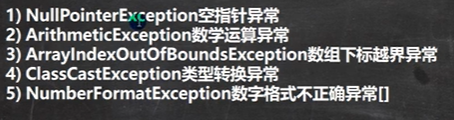 1) NullPointerException空指针异常
2) ArithmeticException数学运算异常
3) ArrayIndexOutOfBoundsException数组下标越界异常
4) ClassCastException类型转换异常
5) NumberFormatException数字格式不正确异常[]